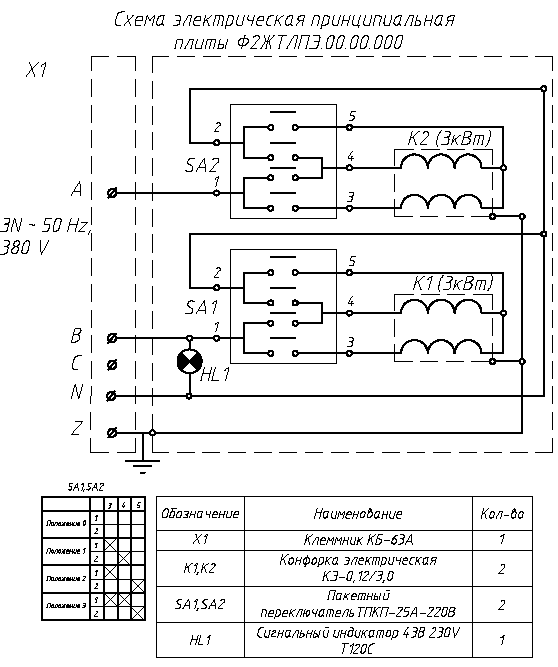 Схема электрическая принципиальная
плиты Ф2ЖТЛПЭ.00.00.000
X1
5
2
K2 (3кВт)
4
SA2
1
A
3
3N ~ 50 Hz,
380 V
5
2
K1 (3кВт)
SA1
4
1
B
3
C
HL1
N
Z
SA1,SA2
3 4 5
Положение 0 1
2
Положение 1 1
2
Положение 2 1
2
Положение 3 1
2
Обозначение Наименование Кол-во
X1 Клеммник КБ-63А 1
K1,K2 Конфорка электрическая 2
КЭ-0,12/3,0
SA1,SA2 Пакетный 2
переключатель ТПКП-25А-220В
HL1 Сигнальный индикатор 438 230V 1
T120C